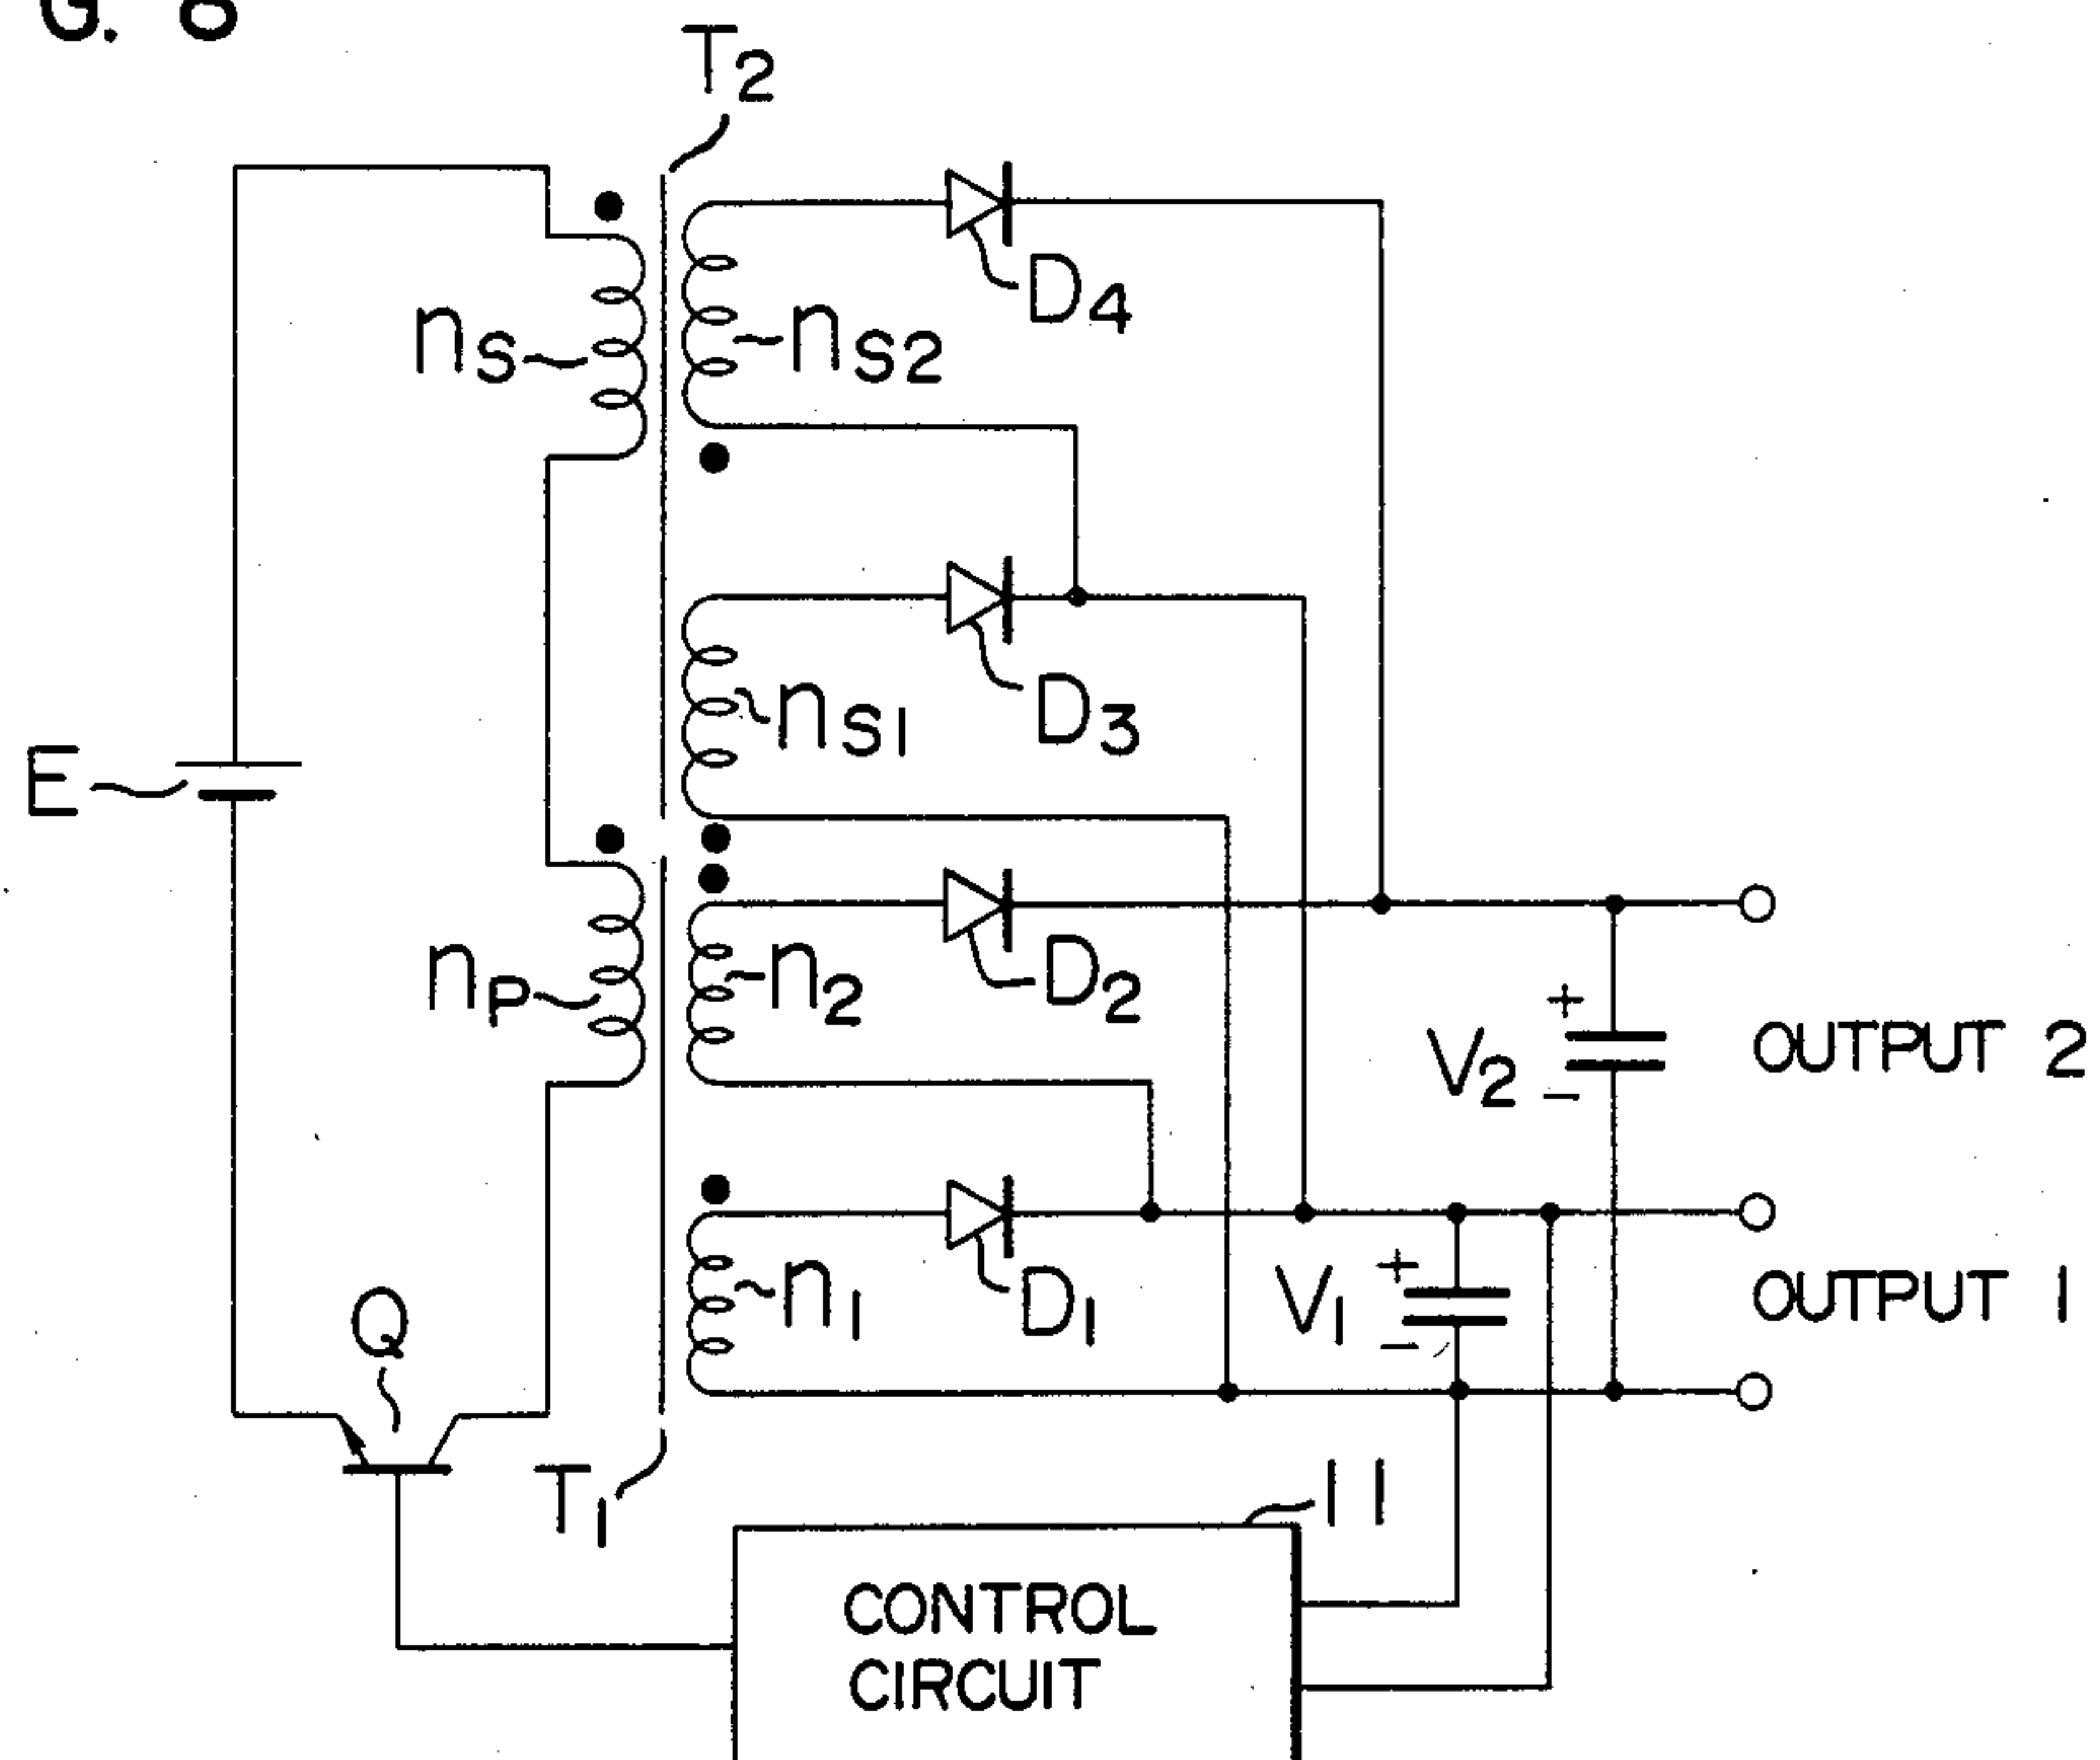 G. 8
T2
D4
nS
nS2
nS1
D3
E
nP
n2
D2
+
V2
-
OUTPUT 2
n1
D1
V1
+
-
OUTPUT 1
Q
T1
11
CONTROL
CIRCUIT